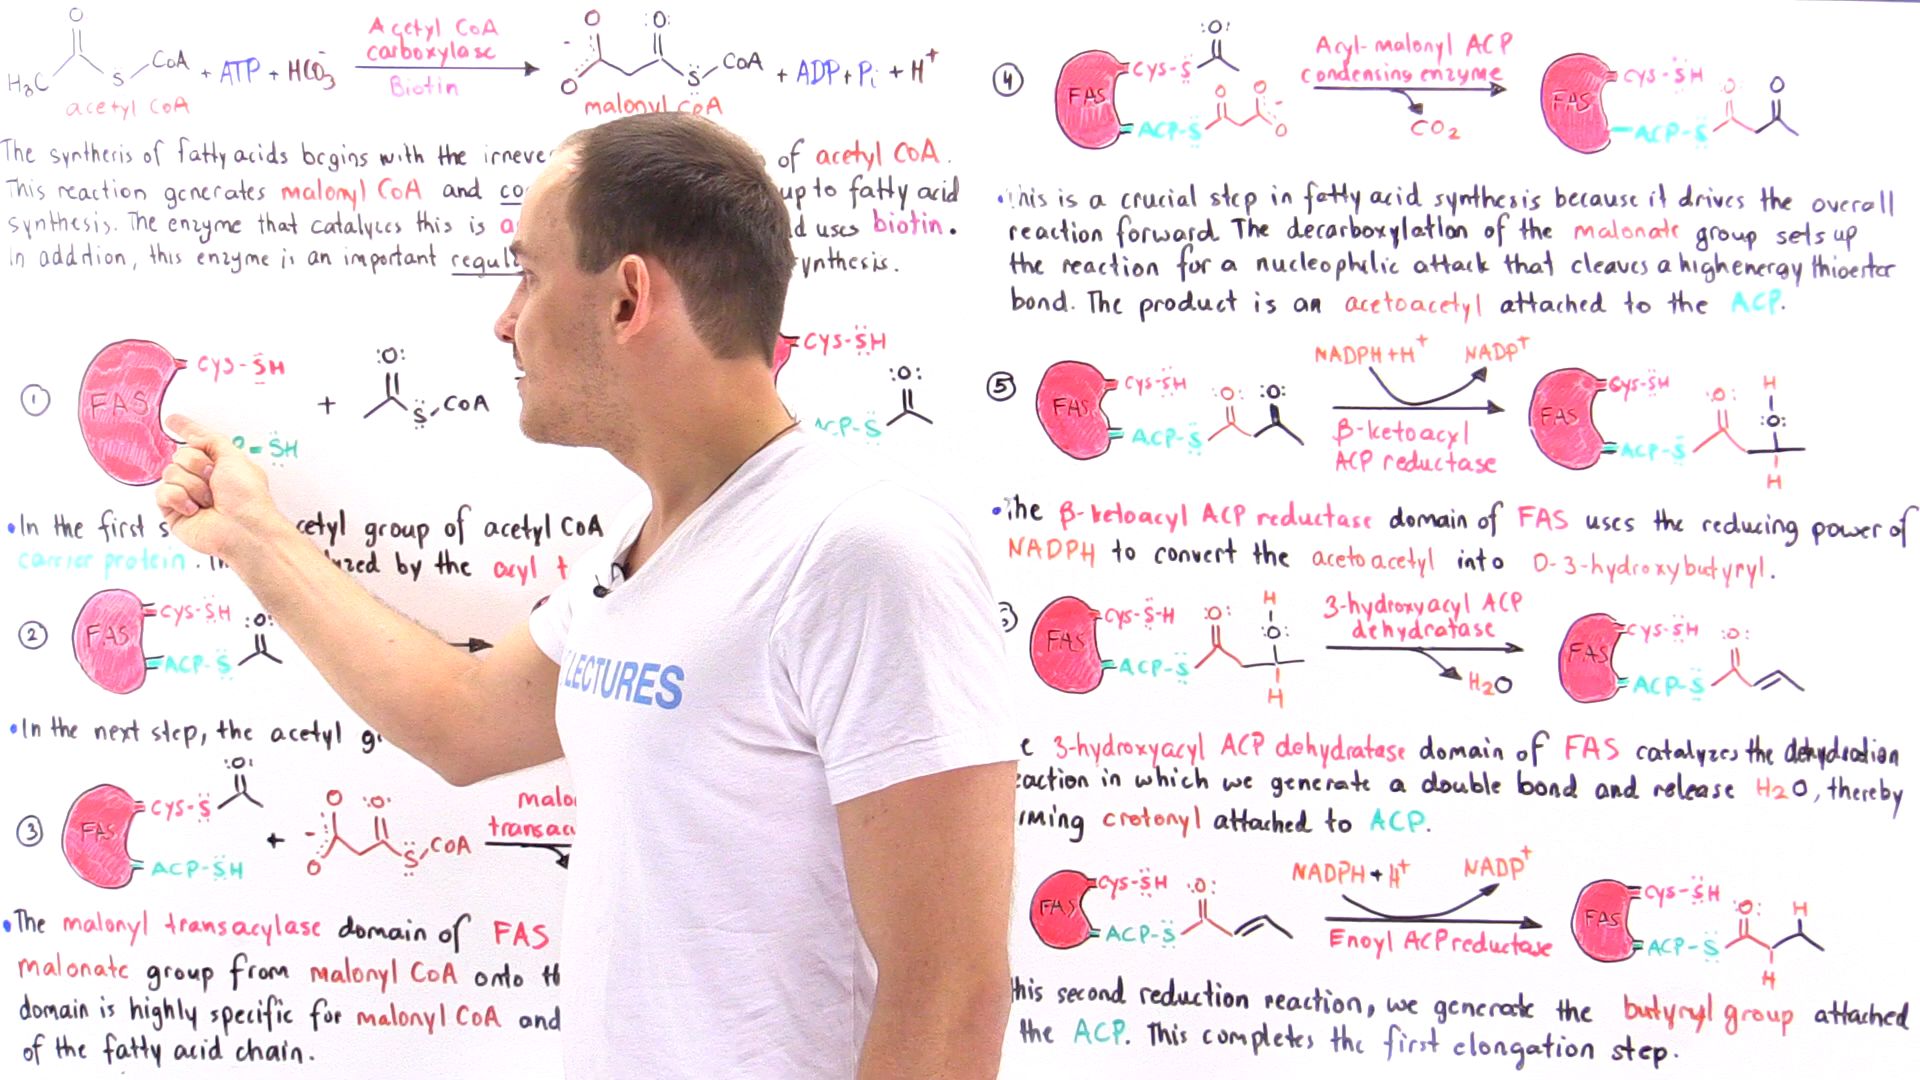 O :O: Acetyl CoA
carboxylase
H3C S CoA + ATP + HCO3- Biotin - O O S CoA + ADP + Pi + H+
acetyl CoA malonyl CoA
The synthesis of fatty acids begins with the irreve of acetyl CoA.
This reaction generates malonyl CoA and co up to fatty acid
synthesis. The enzyme that catalyzes this is a d uses biotin.
In addition, this enzyme is an important regul ynthesis.
1 FAS CYS-SH + :O: S CoA CYS-SH
P-SH ACP-S :O:
•In the first s cetyl group of acetyl CoA
carrier protein. zed by the acyl t
2 FAS CYS-SH :O:
ACP-S
•In the next step, the acetyl g
3 FAS CYS-S :O: + - O O :O: S CoA malo
ACP-SH transac
•The malonyl transacylase domain of FAS
malonate group from malonyl CoA onto th
domain is highly specific for malonyl CoA and
of the fatty acid chain.
LECTURES
4 FAS CYS-S :O: Acyl-malonyl ACP FAS CYS-SH
ACP-S O O - O condensing enzyme ACP-S O O
CO2
•This is a crucial step in fatty acid synthesis because it drives the overall
reaction forward. The decarboxylation of the malonate group sets up
the reaction for a nucleophilic attack that cleaves a high energy thioester
bond. The product is an acetoacetyl attached to the ACP.
5 FAS CYS-SH :O: :O: NADPH + H+ NADP+ FAS CYS-SH :O: H
ACP-S β-ketoacyl ACP-S :O:
ACP reductase H
•The β-ketoacyl ACP reductase domain of FAS uses the reducing power of
NADPH to convert the acetoacetyl into D-3-hydroxybutyryl.
FAS CYS-S-H :O: H 3-hydroxyacyl ACP FAS CYS-SH :O:
ACP-S :O: dehydratase ACP-S
H H2O
e 3-hydroxyacyl ACP dehydratase domain of FAS catalyzes the dehydration
action in which we generate a double bond and release H2O, thereby
rming crotonyl attached to ACP.
FAS CYS-SH :O: NADPH + H+ NADP+ FAS CYS-SH
ACP-S Enoyl ACP reductase ACP-S :O: H
H
this second reduction reaction, we generate the butyryl group attached
the ACP. This completes the first elongation step.